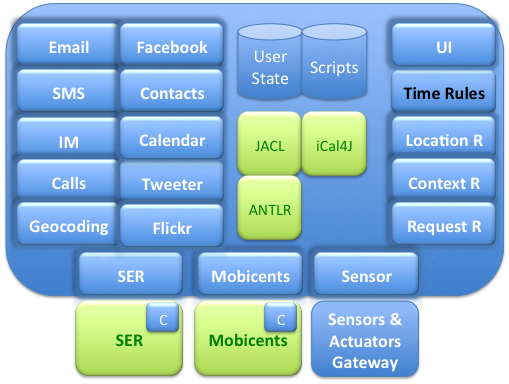 Email
Facebook
User
State
Scripts
UI
SMS
Contacts
Time Rules
IM
Calendar
JACL
iCal4J
Location R
Calls
Tweeter
Context R
ANTLR
Geocoding
Flickr
Request R
SER
Mobicents
Sensor
C
SER
C
Mobicents
Sensors &
Actuators
Gateway